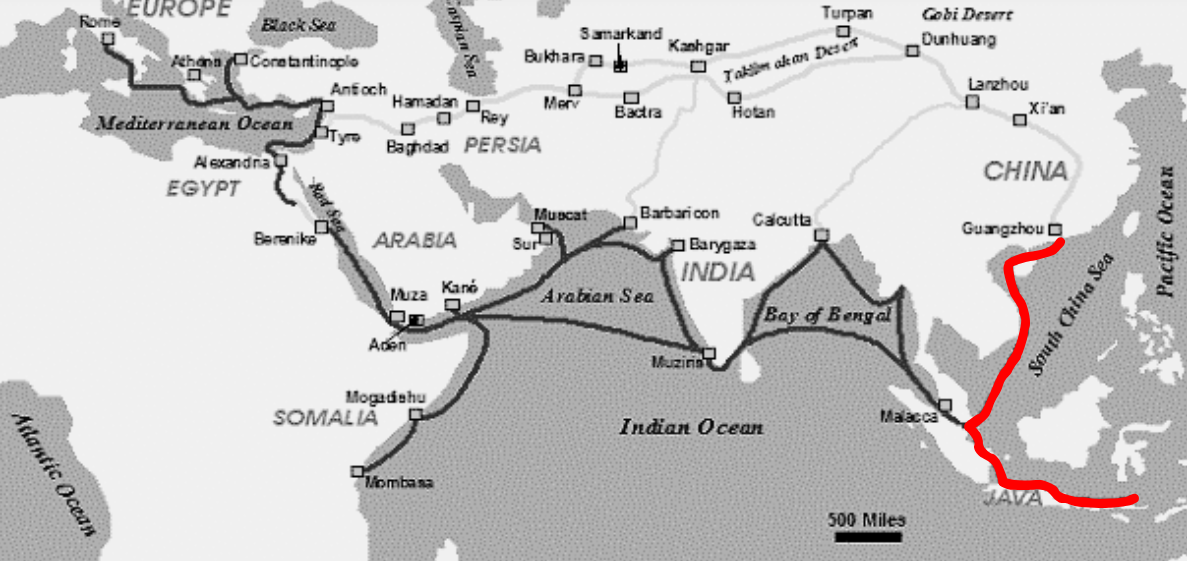 EUROPE
Rome
Black Sea
Caspian Sea
Athens
Constantinople
Antioch
Mediterranean Ocean
Tyre
Alexandria
EGYPT
Red Sea
Berenike
Hamadan
Rey
Baghdad
PERSIA
Bukhara
Samarkand
Merv
Bactra
Kashgar
Turpan
Gobi Desert
Taklimakan Desert
Dunhuang
Hotan
Lanzhou
Xi'an
CHINA
Guangzhou
Pacific Ocean
South China Sea
ARABIA
Muscat
Sur
Barbaricon
Barygaza
INDIA
Calcutta
Muza
Kané
Aden
Arabian Sea
Bay of Bengal
Muziris
Malacca
Mogadishu
SOMALIA
Mombasa
Indian Ocean
Atlantic Ocean
JAVA
500 Miles